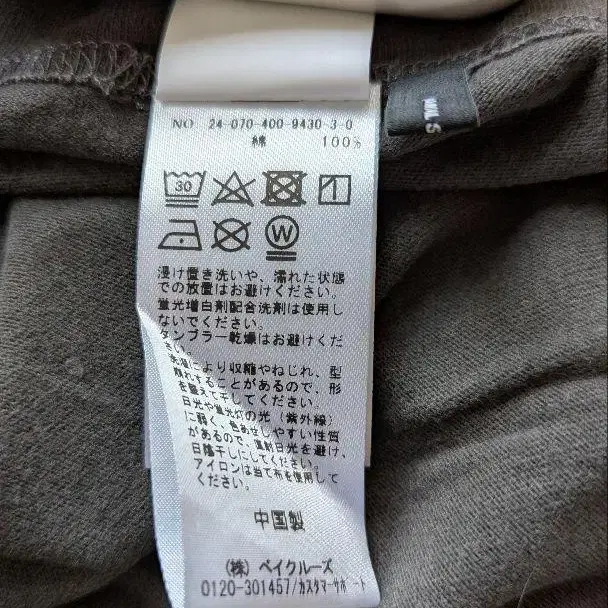 NO 24-070-400-9430-3-0
綿 100%
30
W
浸け置き洗いや、濡れた状態
での放置はお避けください。
蛍光増白剤配合洗剤は使用し
ないでください。
タンブラー乾燥はお避けくだ
さい。
洗濯により収縮やねじれ、型
崩れすることがあるので、形
を整えて干してください。
日光や蛍光灯の光（紫外線）
に弱く、色あせしやすい性質
があるので、直射日光を避け、
日陰干しにしてください。
アイロンは当て布を使用して
ください。
中国製
(株) ベイクルーズ
0120-301457/カスタマーサポート